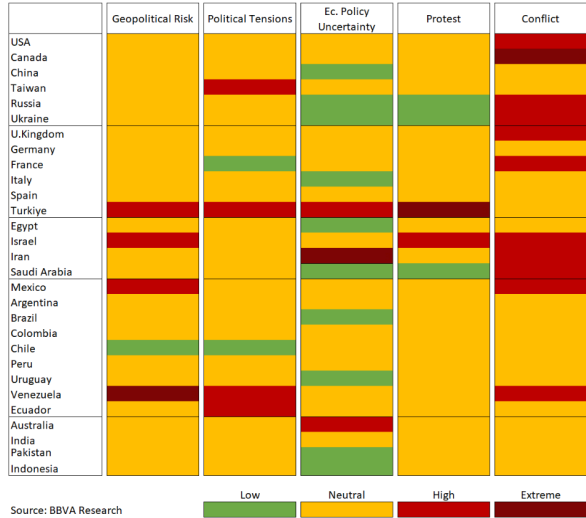 Geopolitical Risk Political Tensions Ec. Policy Uncertainty Protest Conflict
USA
Canada
China
Taiwan
Russia
Ukraine
U.Kingdom
Germany
France
Italy
Spain
Turkiye
Egypt
Israel
Iran
Saudi Arabia
Mexico
Argentina
Brazil
Colombia
Chile
Peru
Uruguay
Venezuela
Ecuador
Australia
India
Pakistan
Indonesia
Low Neutral High Extreme
Source: BBVA Research